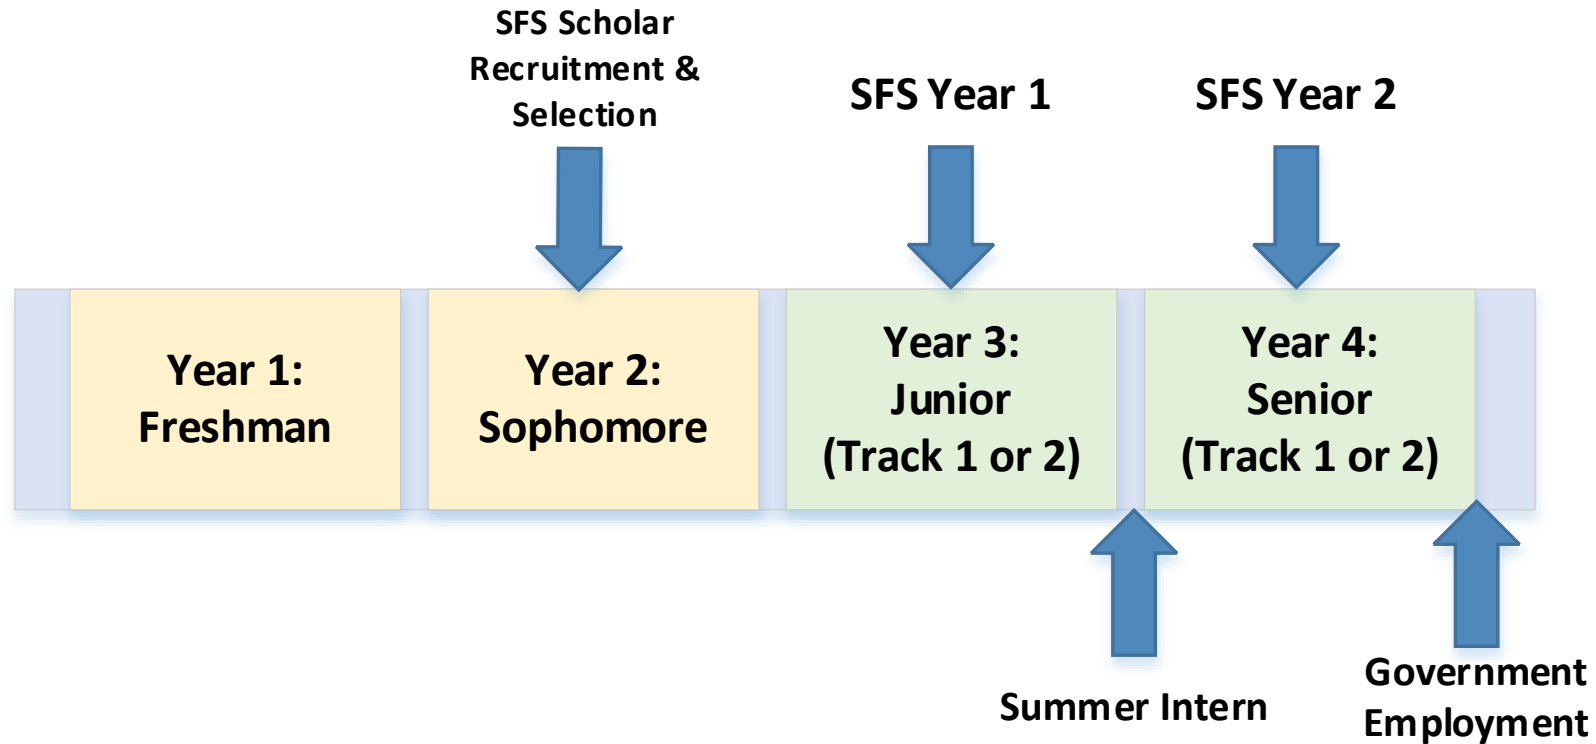 SFS Scholar
Recruitment &
Selection
SFS Year 1
SFS Year 2
Year 1:
Freshman
Year 2:
Sophomore
Year 3:
Junior
(Track 1 or 2)
Year 4:
Senior
(Track 1 or 2)
Summer Intern
Government
Employment